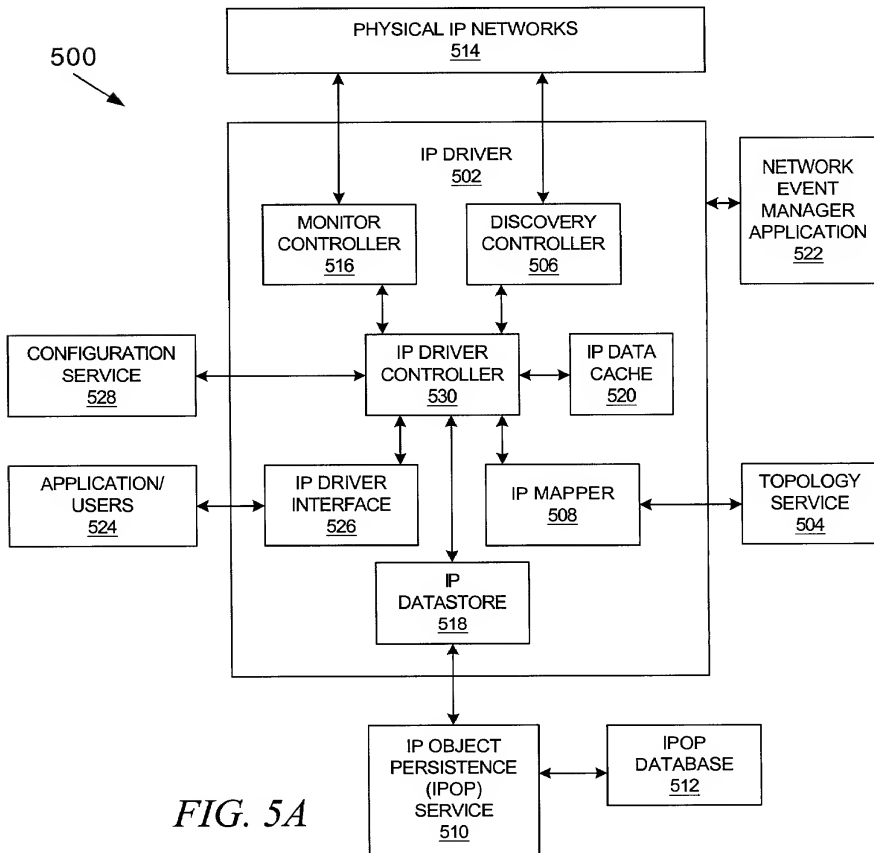 PHYSICAL IP NETWORKS
514
500
IP DRIVER
502
MONITOR
CONTROLLER
516
DISCOVERY
CONTROLLER
506
NETWORK
EVENT
MANAGER
APPLICATION
522
CONFIGURATION
SERVICE
528
IP DRIVER
CONTROLLER
530
IP DATA
CACHE
520
APPLICATION/
USERS
524
IP DRIVER
INTERFACE
526
IP MAPPER
508
TOPOLOGY
SERVICE
504
IP
DATASTORE
518
IP OBJECT
PERSISTENCE
(IPOP)
SERVICE
510
IPOP
DATABASE
512
FIG. 5A